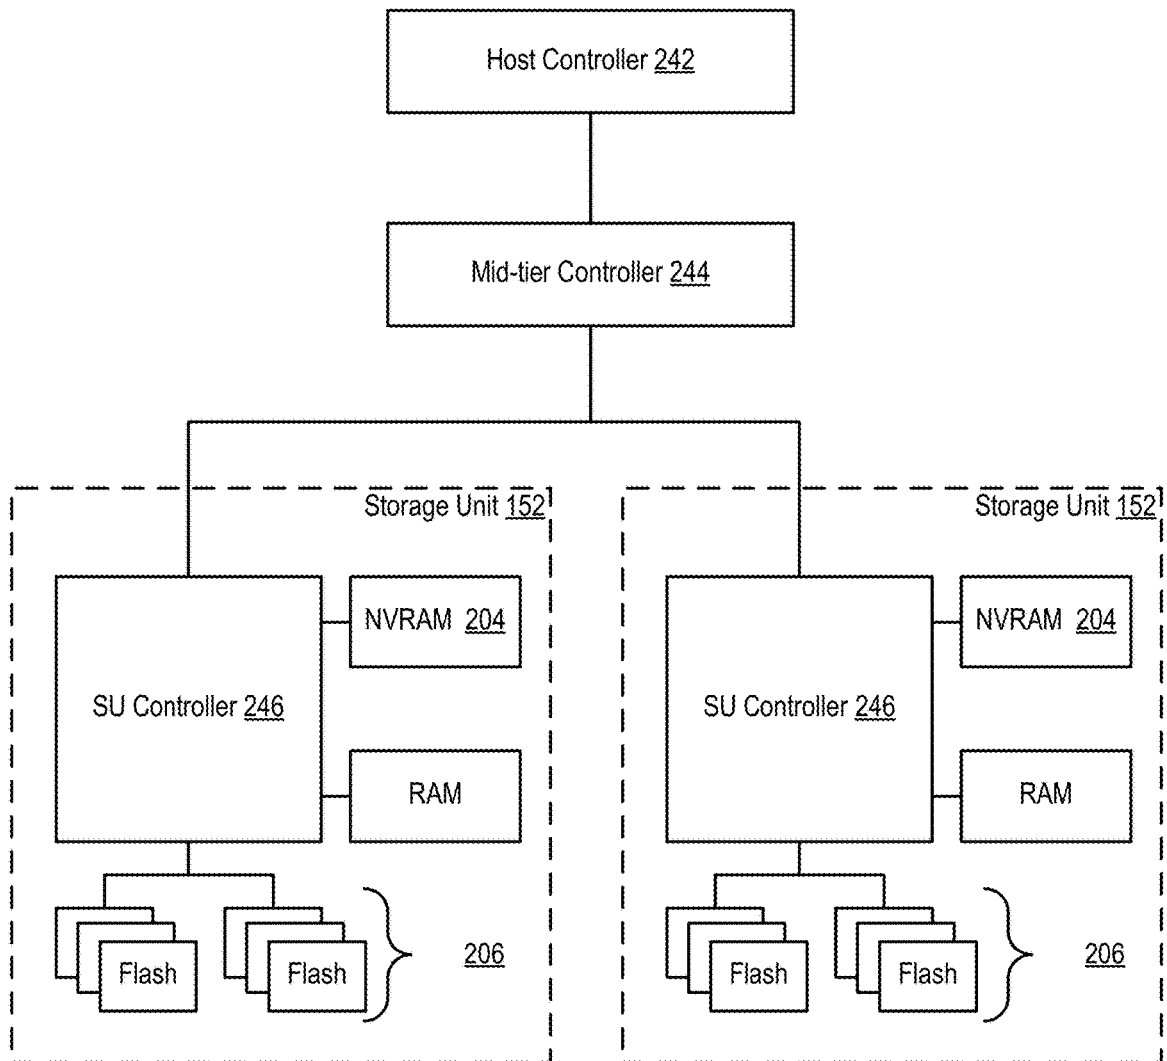 Host Controller 242
Mid-tier Controller 244
Storage Unit 152
Storage Unit 152
NVRAM 204
NVRAM 204
SU Controller 246
SU Controller 246
RAM
RAM
Flash
Flash
206
Flash
Flash
206